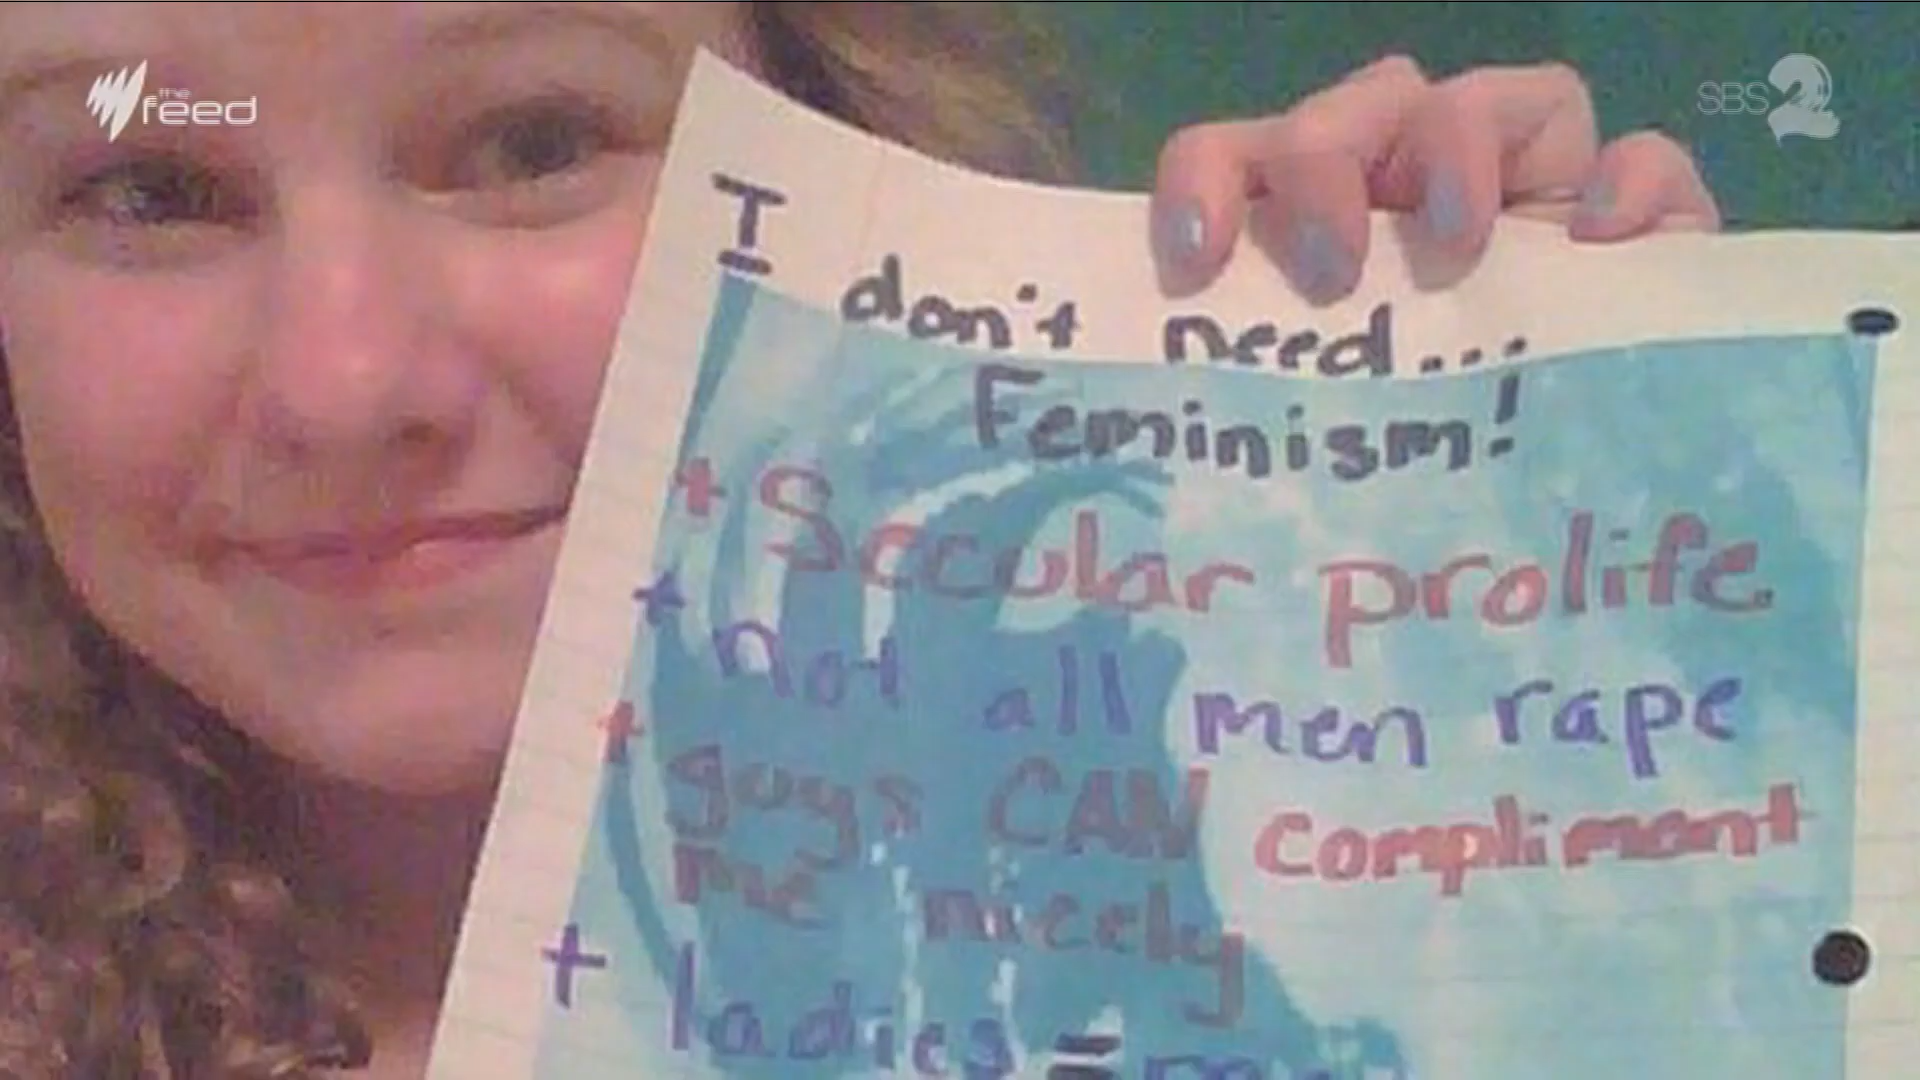 the feed
SBS 2
I don't need...
Feminism!
+ Secular prolife
+ not all men rape
+ guys CAN compliment
me nicely
+ ladies =